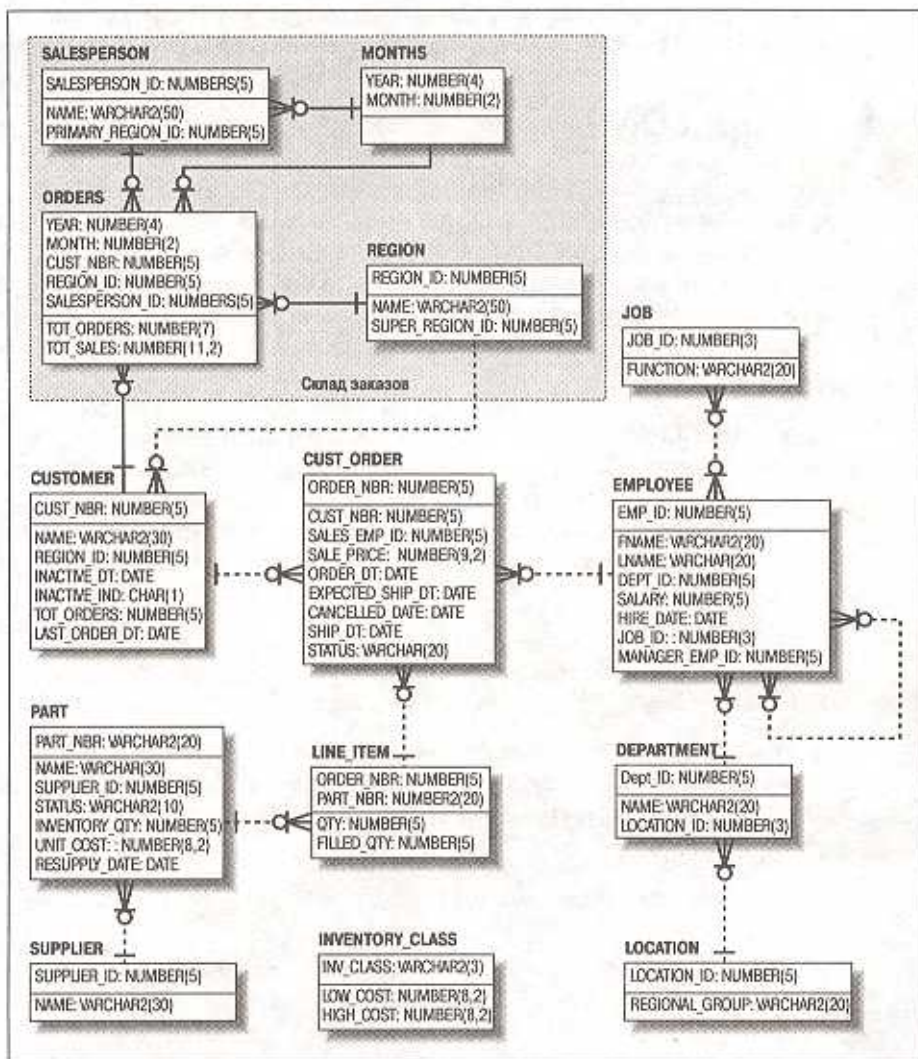 SALESPERSON
SALESPERSON_ID: NUMBERS(5)
NAME: VARCHAR2(50)
PRIMARY_REGION_ID: NUMBER(5)
MONTHS
YEAR: NUMBER(4)
MONTH: NUMBER(2)
ORDERS
YEAR: NUMBER(4)
MONTH: NUMBER(2)
CUST_NBR: NUMBER(5)
REGION_ID: NUMBER(5)
SALESPERSON_ID: NUMBERS(5)
TOT_ORDERS: NUMBER(7)
TOT_SALES: NUMBER(11,2)
REGION
REGION_ID: NUMBER(5)
NAME: VARCHAR2(50)
SUPER_REGION_ID: NUMBER(5)
Склад заказов
JOB
JOB_ID: NUMBER(3)
FUNCTION: VARCHAR2(20)
CUSTOMER
CUST_NBR: NUMBER(5)
NAME: VARCHAR2(30)
REGION_ID: NUMBER(5)
INACTIVE_DT: DATE
INACTIVE_IND: CHAR(1)
TOT_ORDERS: NUMBER(5)
LAST_ORDER_DT: DATE
CUST_ORDER
ORDER_NBR: NUMBER(5)
CUST_NBR: NUMBER(5)
SALES_EMP_ID: NUMBER(5)
SALE_PRICE: NUMBER(9,2)
ORDER_DT: DATE
EXPECTED_SHIP_DT: DATE
CANCELLED_DATE: DATE
SHIP_DT: DATE
STATUS: VARCHAR(20)
EMPLOYEE
EMP_ID: NUMBER(5)
FNAME: VARCHAR2(20)
LNAME: VARCHAR(20)
DEPT_ID: NUMBER(5)
SALARY: NUMBER(5)
HIRE_DATE: DATE
JOB_ID: : NUMBER(3)
MANAGER_EMP_ID: NUMBER(5)
PART
PART_NBR: VARCHAR2(20)
NAME: VARCHAR(30)
SUPPLIER_ID: NUMBER(5)
STATUS: VARCHAR2(10)
INVENTORY_QTY: NUMBER(5)
UNIT_COST: : NUMBER(8,2)
RESUPPLY_DATE: DATE
LINE_ITEM
ORDER_NBR: NUMBER(5)
PART_NBR: NUMBER2(20)
QTY: NUMBER(5)
FILLED_QTY: NUMBER(5)
DEPARTMENT
Dept_ID: NUMBER(5)
NAME: VARCHAR2(20)
LOCATION_ID: NUMBER(3)
SUPPLIER
SUPPLIER_ID: NUMBER(5)
NAME: VARCHAR2(30)
INVENTORY_CLASS
INV_CLASS: VARCHAR2(3)
LOW_COST: NUMBER(8,2)
HIGH_COST: NUMBER(8,2)
LOCATION
LOCATION_ID: NUMBER(5)
REGIONAL_GROUP: VARCHAR2(20)